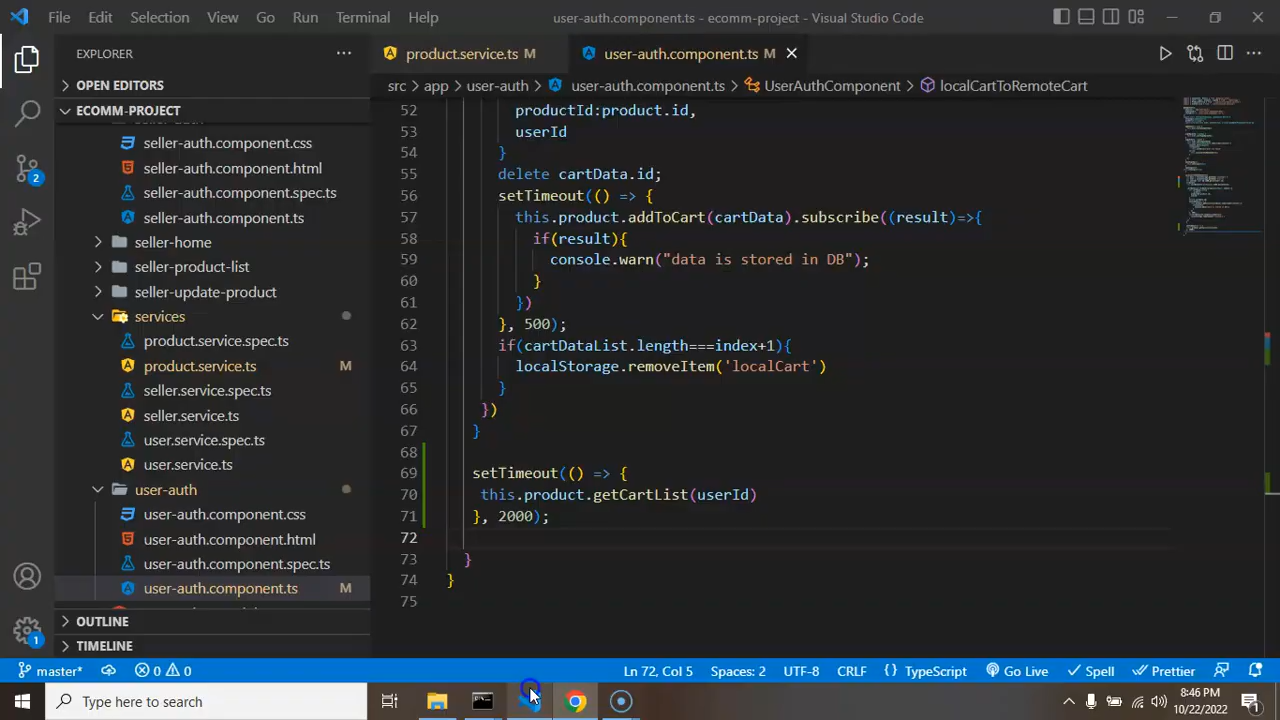 File Edit Selection View Go Run Terminal Help
user-auth.component.ts - ecomm-project - Visual Studio Code
EXPLORER
OPEN EDITORS
ECOMM-PROJECT
seller-auth.component.css
seller-auth.component.html
seller-auth.component.spec.ts
seller-auth.component.ts
seller-home
seller-product-list
seller-update-product
services
product.service.spec.ts
product.service.ts M
seller.service.spec.ts
seller.service.ts
user.service.spec.ts
user.service.ts
user-auth
user-auth.component.css
user-auth.component.html
user-auth.component.spec.ts
user-auth.component.ts M
OUTLINE
TIMELINE
2
1
product.service.ts M
user-auth.component.ts M
src > app > user-auth > user-auth.component.ts > UserAuthComponent > localCartToRemoteCart
52 productId:product.id,
53 userId
54 }
55 delete cartData.id;
56 setTimeout(() => {
57 this.product.addToCart(cartData).subscribe((result)=>{
58 if(result){
59 console.warn("data is stored in DB");
60 }
61 })
62 }, 500);
63 if(cartDataList.length===index+1){
64 localStorage.removeItem('localCart')
65 }
66 })
67 }
68
69 setTimeout(() => {
70 this.product.getCartList(userId)
71 }, 2000);
72
73 }
74 }
75
master* 0 0 Ln 72, Col 5 Spaces: 2 UTF-8 CRLF { } TypeScript Go Live Spell Prettier
Type here to search
8:46 PM
10/22/2022
1